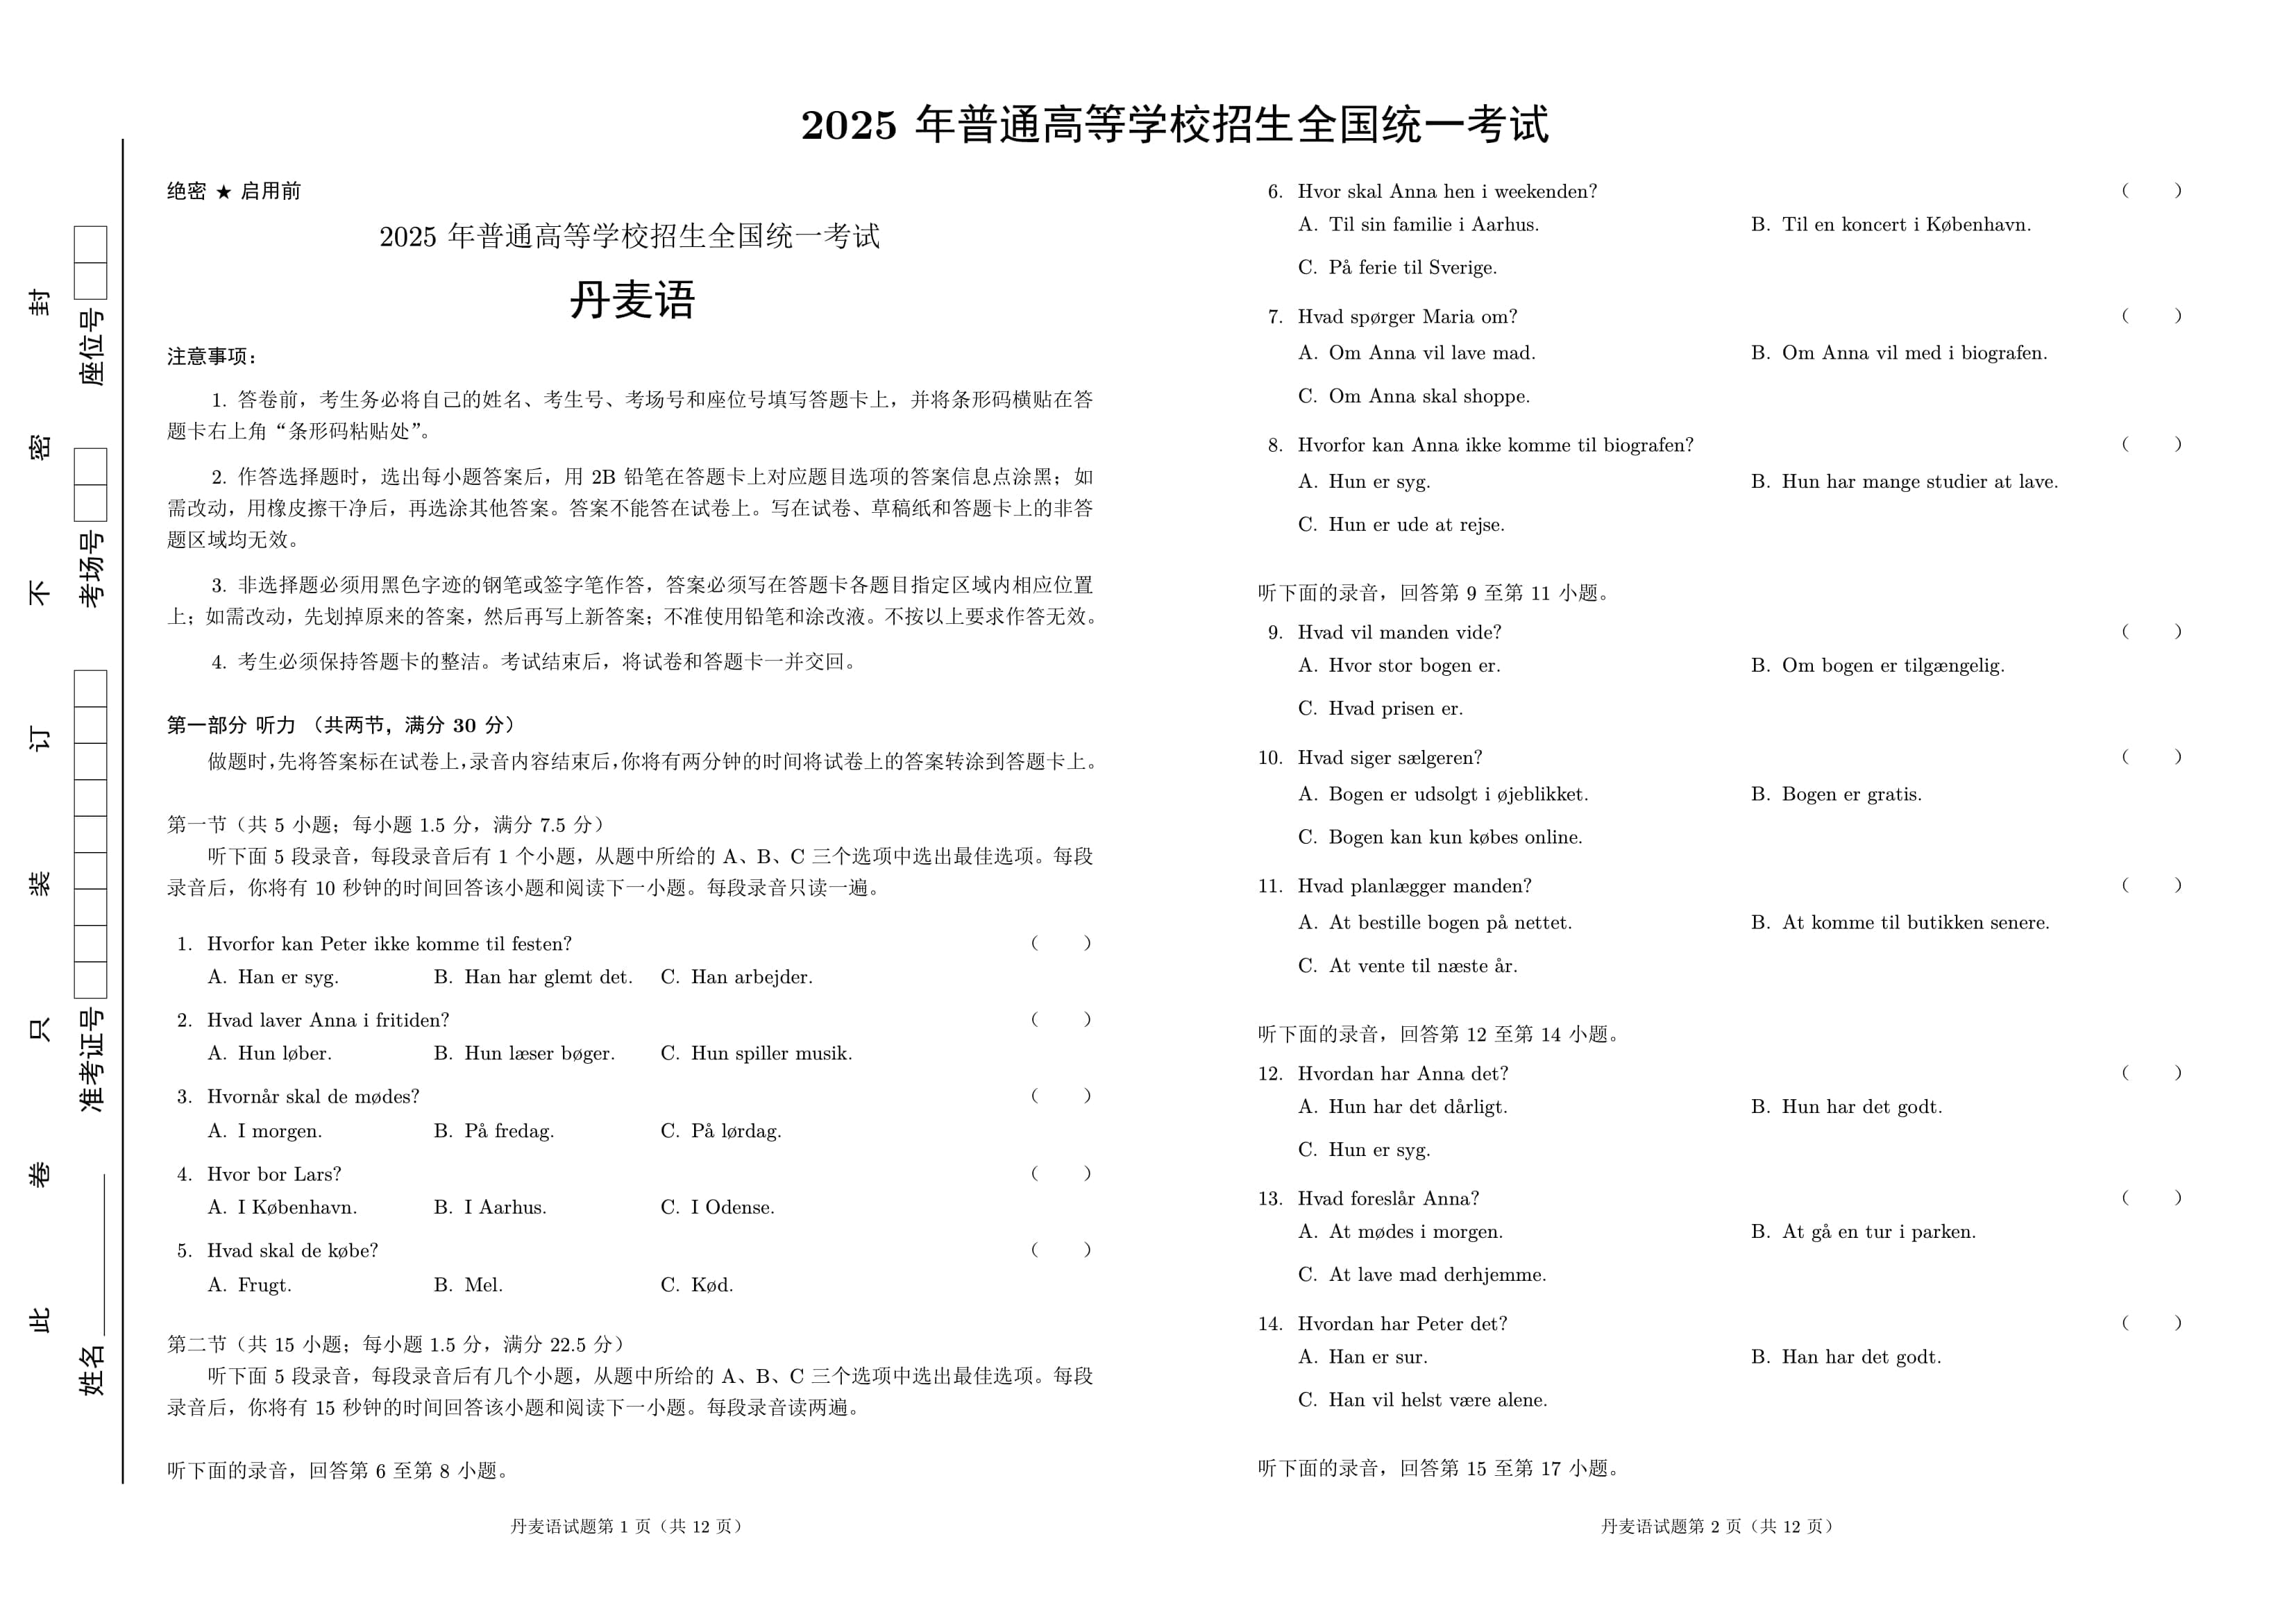 2025 年普通高等学校招生全国统一考试
此 卷 只 装 订 不 密 封
姓名 准考证号 考场号 座位号
绝密 ★ 启用前
2025 年普通高等学校招生全国统一考试
丹麦语
注意事项：
1. 答卷前，考生务必将自己的姓名、考生号、考场号和座位号填写答题卡上，并将条形码横贴在答
题卡右上角“条形码粘贴处”。
2. 作答选择题时，选出每小题答案后，用 2B 铅笔在答题卡上对应题目选项的答案信息点涂黑；如
需改动，用橡皮擦干净后，再选涂其他答案。答案不能答在试卷上。写在试卷、草稿纸和答题卡上的非答
题区域均无效。
3. 非选择题必须用黑色字迹的钢笔或签字笔作答，答案必须写在答题卡各题目指定区域内相应位置
上；如需改动，先划掉原来的答案，然后再写上新答案；不准使用铅笔和涂改液。不按以上要求作答无效。
4. 考生必须保持答题卡的整洁。考试结束后，将试卷和答题卡一并交回。
第一部分 听力 （共两节，满分 30 分）
做题时，先将答案标在试卷上，录音内容结束后，你将有两分钟的时间将试卷上的答案转涂到答题卡上。
第一节（共 5 小题；每小题 1.5 分，满分 7.5 分）
听下面 5 段录音，每段录音后有 1 个小题，从题中所给的 A、B、C 三个选项中选出最佳选项。每段
录音后，你将有 10 秒钟的时间回答该小题和阅读下一小题。每段录音只读一遍。
1. Hvorfor kan Peter ikke komme til festen? （ ）
A. Han er syg. B. Han har glemt det. C. Han arbejder.
2. Hvad laver Anna i fritiden? （ ）
A. Hun løber. B. Hun læser bøger. C. Hun spiller musik.
3. Hvornår skal de mødes? （ ）
A. I morgen. B. På fredag. C. På lørdag.
4. Hvor bor Lars? （ ）
A. I København. B. I Aarhus. C. I Odense.
5. Hvad skal de købe? （ ）
A. Frugt. B. Mel. C. Kød.
第二节（共 15 小题；每小题 1.5 分，满分 22.5 分）
听下面 5 段录音，每段录音后有几个小题，从题中所给的 A、B、C 三个选项中选出最佳选项。每段
录音后，你将有 15 秒钟的时间回答该小题和阅读下一小题。每段录音读两遍。
听下面的录音，回答第 6 至第 8 小题。
丹麦语试题第 1 页（共 12 页）
6. Hvor skal Anna hen i weekenden? （ ）
A. Til sin familie i Aarhus. B. Til en koncert i København.
C. På ferie til Sverige.
7. Hvad spørger Maria om? （ ）
A. Om Anna vil lave mad. B. Om Anna vil med i biografen.
C. Om Anna skal shoppe.
8. Hvorfor kan Anna ikke komme til biografen? （ ）
A. Hun er syg. B. Hun har mange studier at lave.
C. Hun er ude at rejse.
听下面的录音，回答第 9 至第 11 小题。
9. Hvad vil manden vide? （ ）
A. Hvor stor bogen er. B. Om bogen er tilgængelig.
C. Hvad prisen er.
10. Hvad siger sælgeren? （ ）
A. Bogen er udsolgt i øjeblikket. B. Bogen er gratis.
C. Bogen kan kun købes online.
11. Hvad planlægger manden? （ ）
A. At bestille bogen på nettet. B. At komme til butikken senere.
C. At vente til næste år.
听下面的录音，回答第 12 至第 14 小题。
12. Hvordan har Anna det? （ ）
A. Hun har det dårligt. B. Hun har det godt.
C. Hun er syg.
13. Hvad foreslår Anna? （ ）
A. At mødes i morgen. B. At gå en tur i parken.
C. At lave mad derhjemme.
14. Hvordan har Peter det? （ ）
A. Han er sur. B. Han har det godt.
C. Han vil helst være alene.
听下面的录音，回答第 15 至第 17 小题。
丹麦语试题第 2 页（共 12 页）